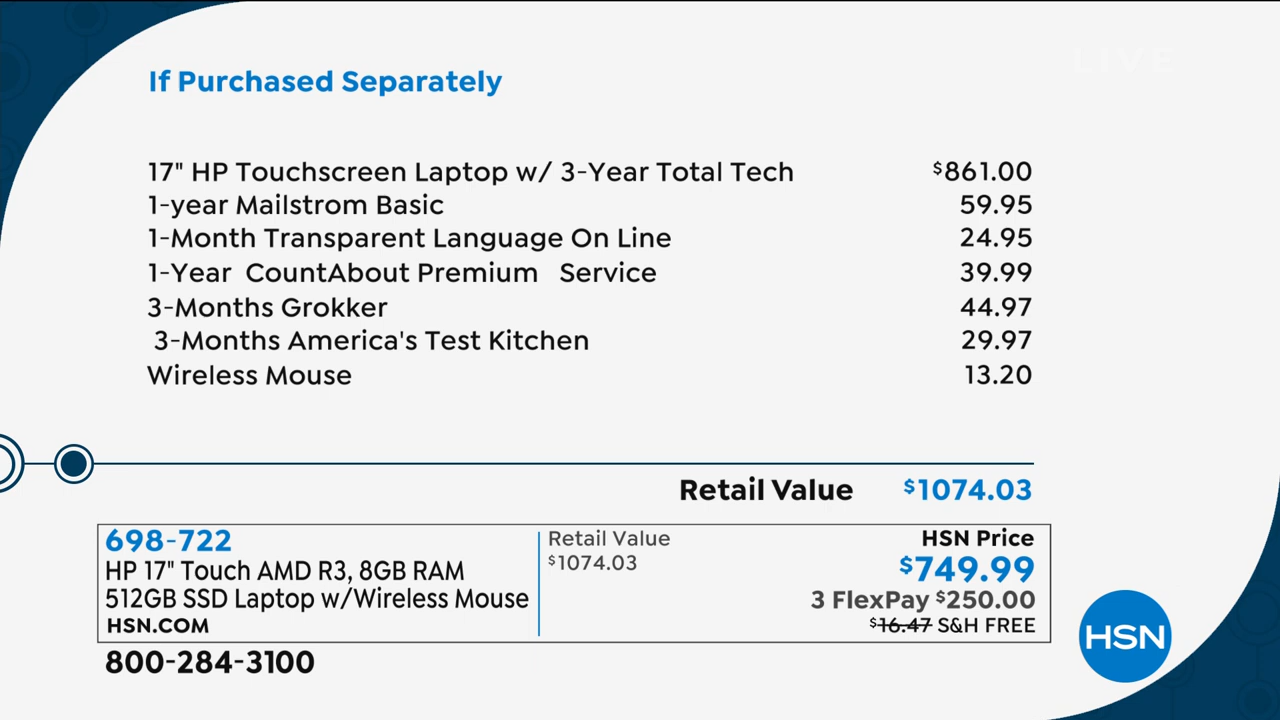 LIVE
If Purchased Separately
17" HP Touchscreen Laptop w/ 3-Year Total Tech $861.00
1-year Mailstrom Basic 59.95
1-Month Transparent Language On Line 24.95
1-Year CountAbout Premium Service 39.99
3-Months Grokker 44.97
3-Months America's Test Kitchen 29.97
Wireless Mouse 13.20
Retail Value $1074.03
698-722
HP 17" Touch AMD R3, 8GB RAM
512GB SSD Laptop w/Wireless Mouse
HSN.COM
Retail Value
$1074.03
HSN Price
$749.99
3 FlexPay $250.00
$16.47 S&H FREE
HSN
800-284-3100